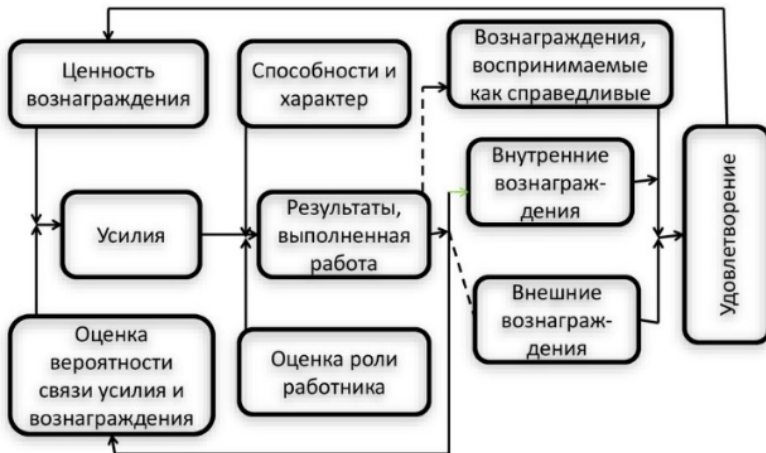 Ценность
вознаграждения
Способности и
характер
Вознаграждения,
воспринимаемые
как справедливые
Усилия
Результаты,
выполненная
работа
Внутренние
вознаграж-
дения
Удовлетворение
Оценка
вероятности
связи усилия и
вознаграждения
Оценка роли
работника
Внешние
вознаграж-
дения